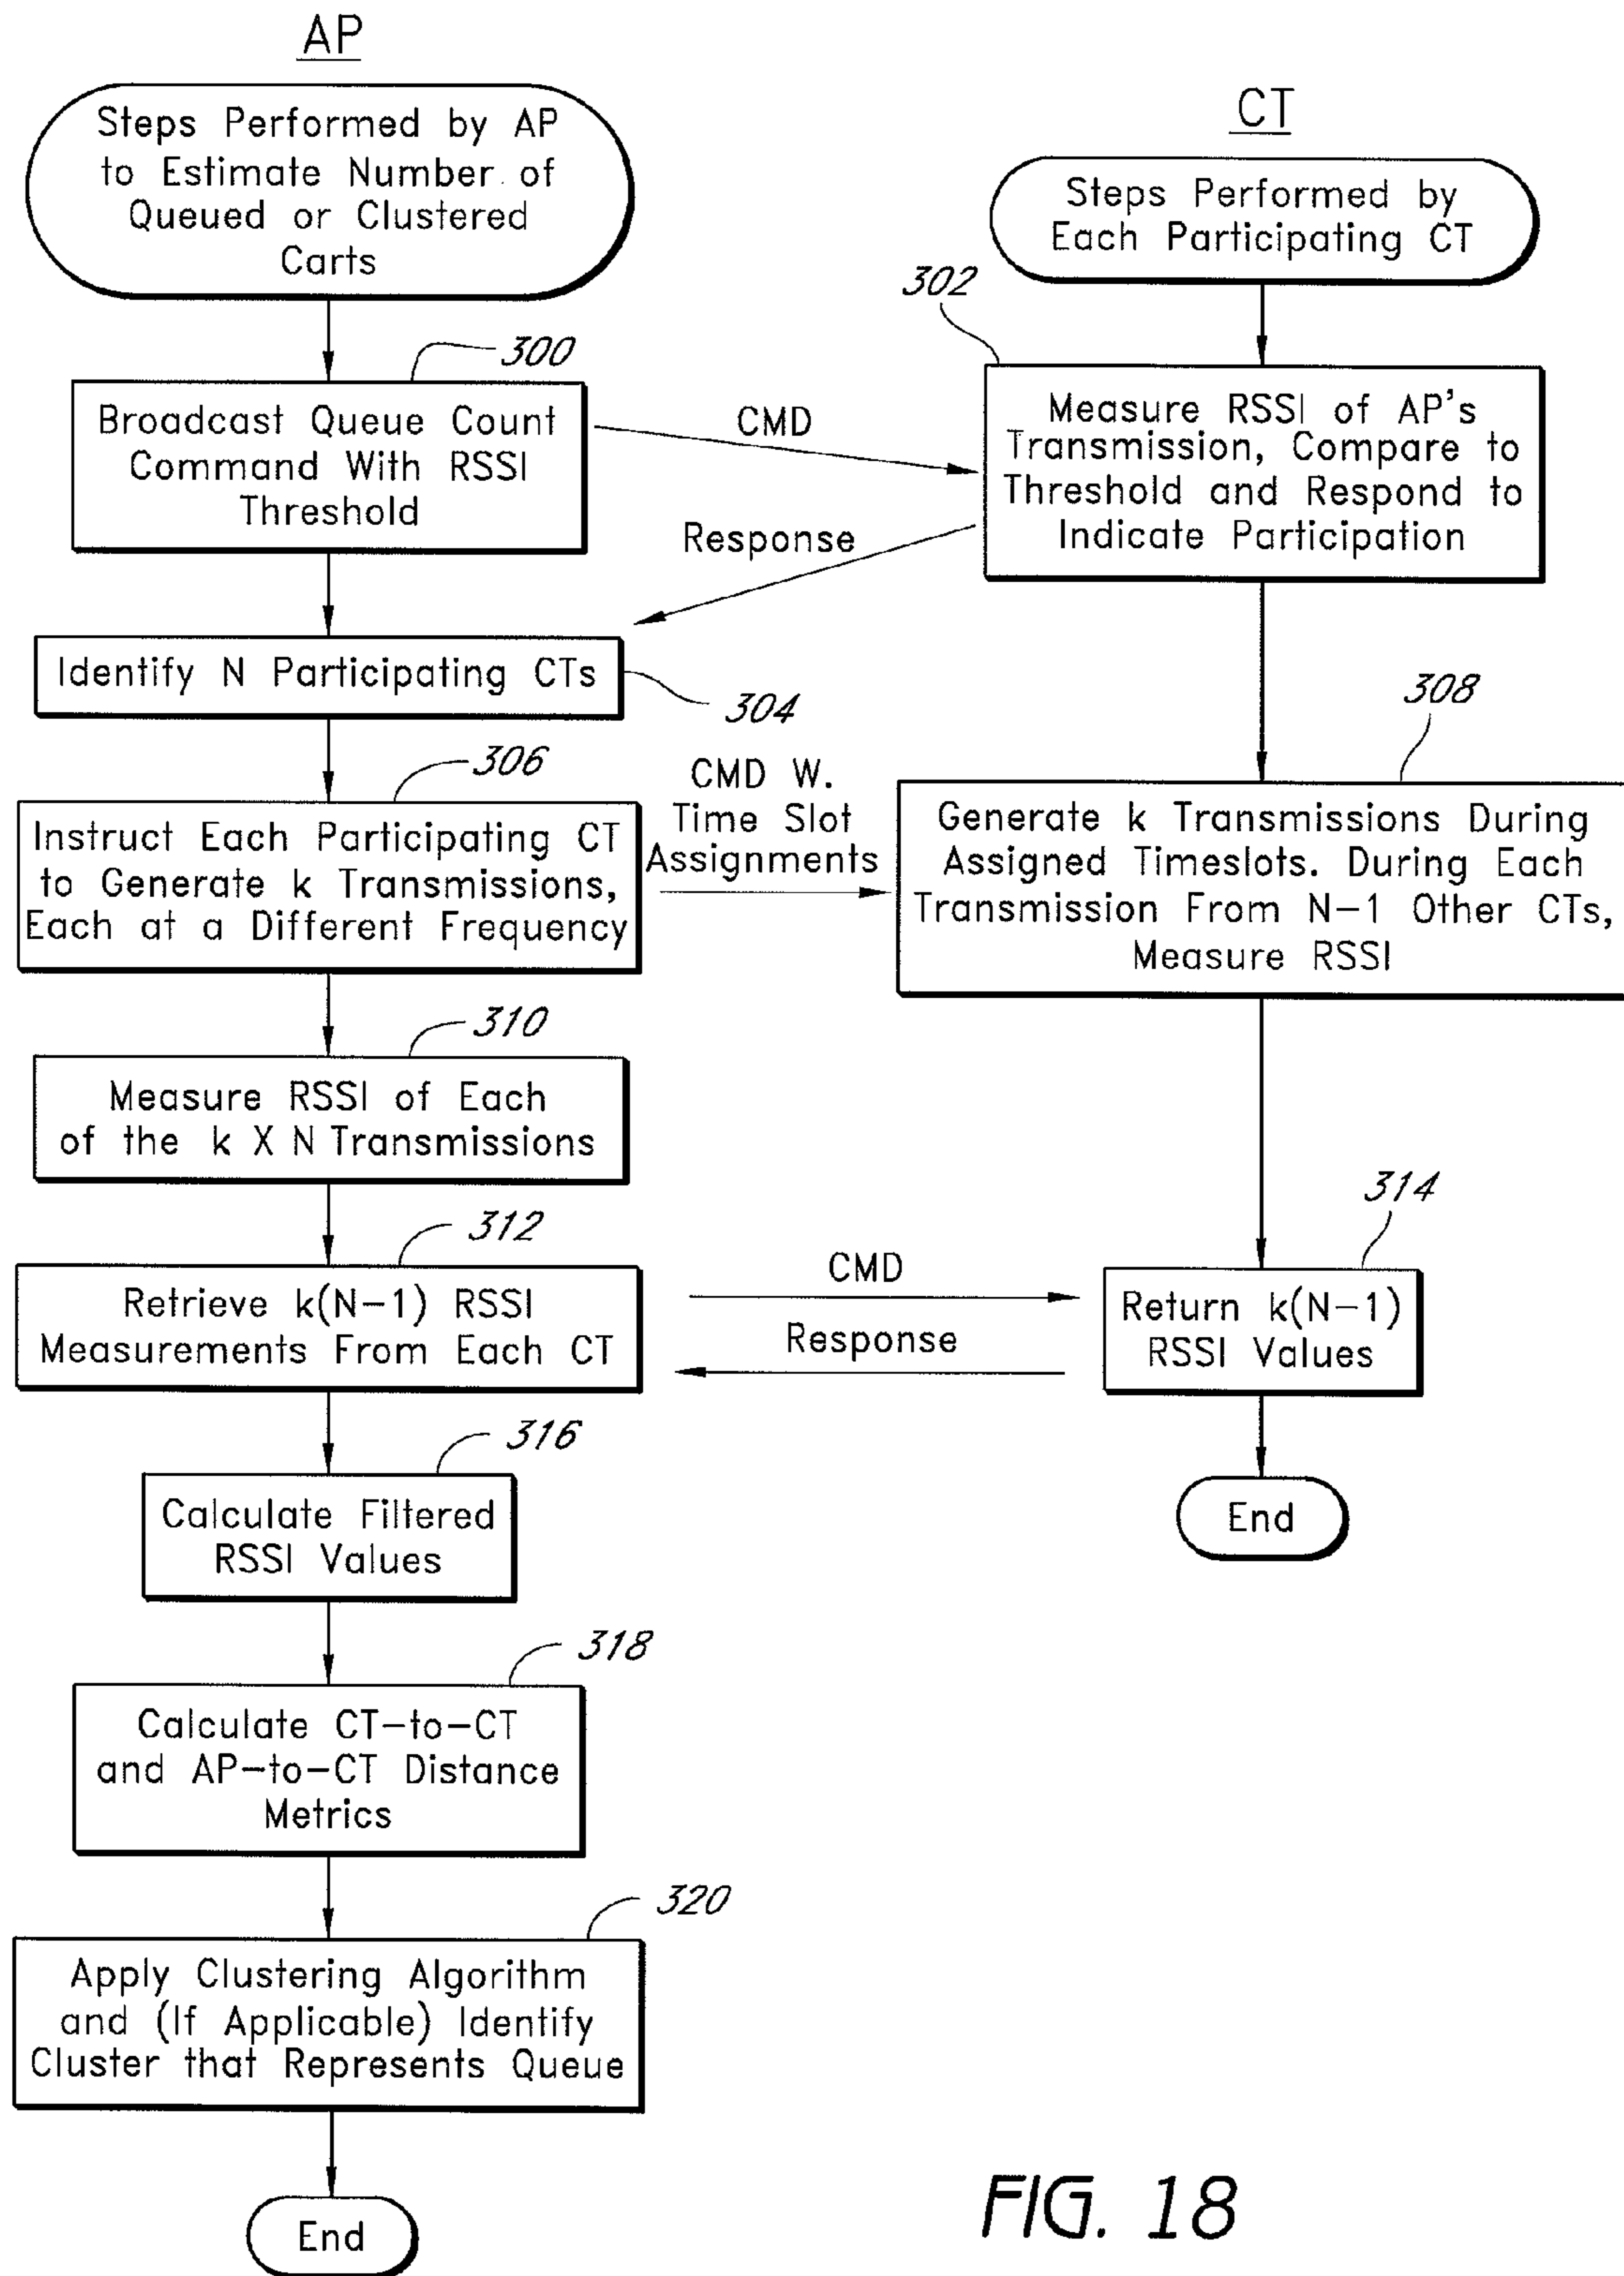 AP
Steps Performed by AP
to Estimate Number of
Queued or Clustered
Carts
CT
Steps Performed by
Each Participating CT
300
Broadcast Queue Count
Command With RSSI
Threshold
CMD
302
Measure RSSI of AP's
Transmission, Compare to
Threshold and Respond to
Indicate Participation
Response
Identify N Participating CTs
304
306
Instruct Each Participating CT
to Generate k Transmissions,
Each at a Different Frequency
CMD W.
Time Slot
Assignments
308
Generate k Transmissions During
Assigned Timeslots. During Each
Transmission From N-1 Other CTs,
Measure RSSI
310
Measure RSSI of Each
of the k X N Transmissions
312
Retrieve k(N-1) RSSI
Measurements From Each CT
CMD
Response
314
Return k(N-1)
RSSI Values
End
316
Calculate Filtered
RSSI Values
318
Calculate CT-to-CT
and AP-to-CT Distance
Metrics
320
Apply Clustering Algorithm
and (If Applicable) Identify
Cluster that Represents Queue
End
FIG. 18